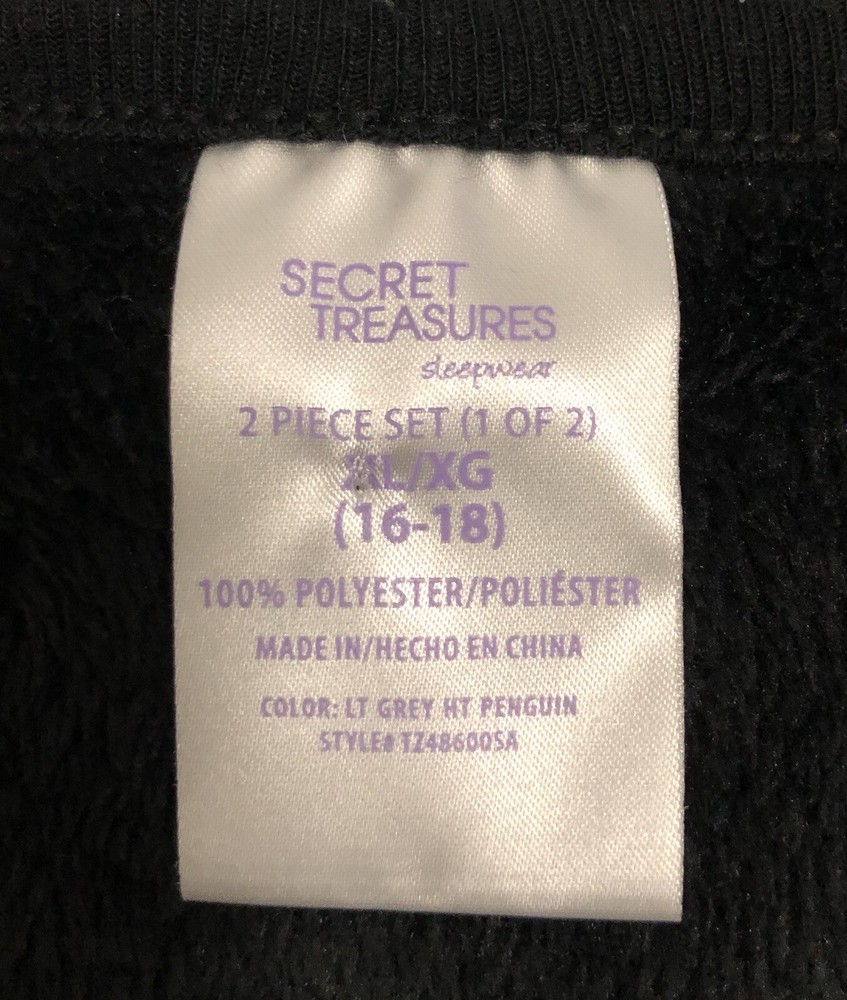 SECRET
TREASURES
sleepwear
2 PIECE SET (1 OF 2)
XL/XG
(16-18)
100% POLYESTER/POLIÉSTER
MADE IN/HECHO EN CHINA
COLOR: LT GREY HT PENGUIN
STYLE# TZ48600SA